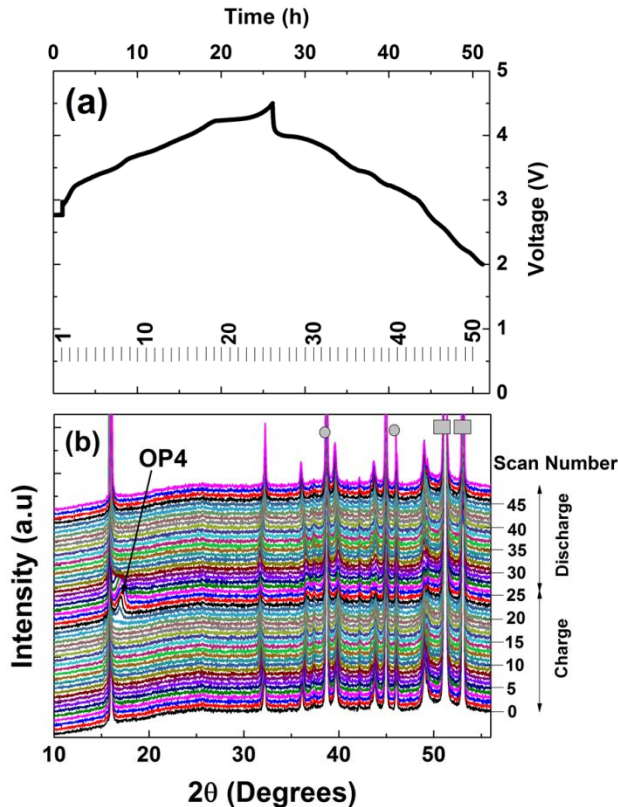 Time (h)
0 10 20 30 40 50
(a)
5
4
3
2
1
0
Voltage (V)
1 10 20 30 40 50
(b)
OP4
Scan Number
45
40
35
30
25
20
15
10
5
0
Discharge
Charge
Intensity (a.u)
10 20 30 40 50
2θ (Degrees)